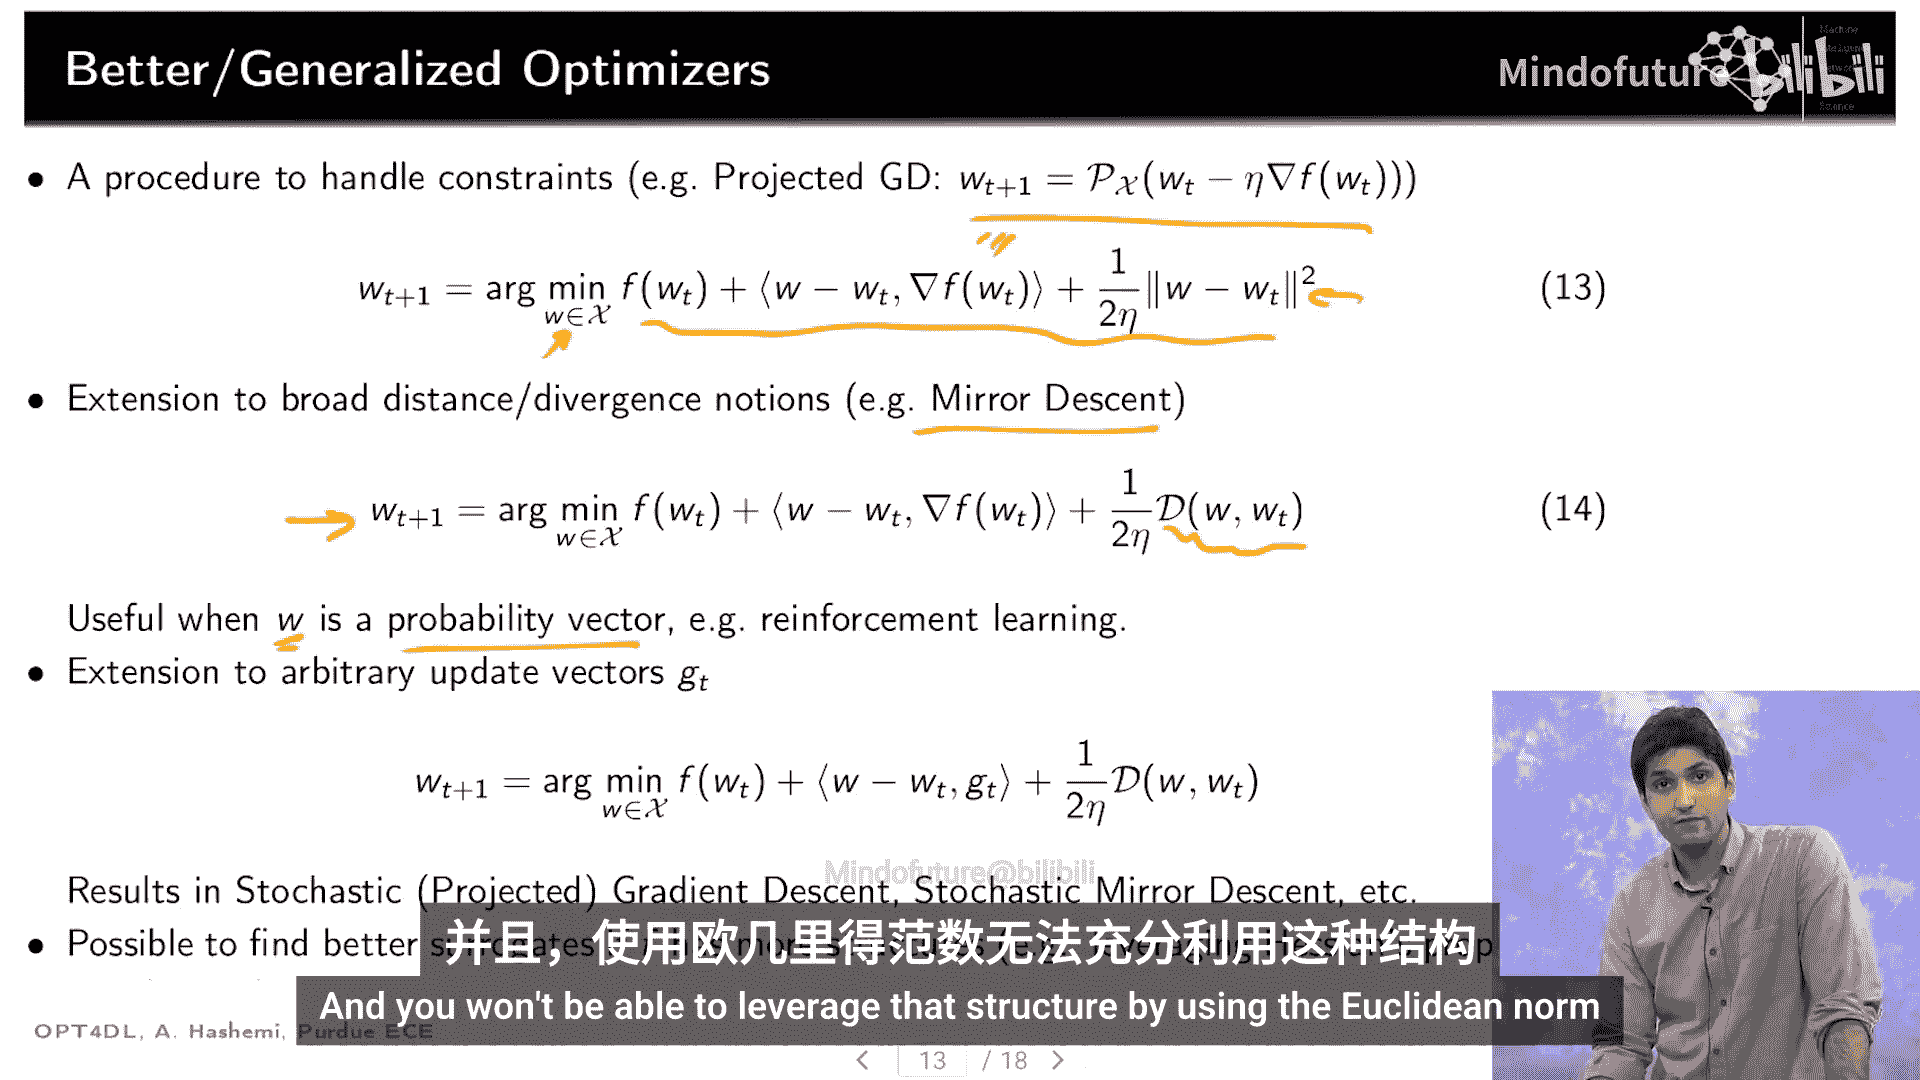 Better/Generalized Optimizers
Mindofuture bilibili
• A procedure to handle constraints (e.g. Projected GD: w_{t+1} = 𝒫_𝒳(w_t − η∇f(w_t)))
w_{t+1} = arg min_{w∈𝒳} f(w_t) + ⟨w − w_t, ∇f(w_t)⟩ + 1/(2η) ‖w − w_t‖² (13)
• Extension to broad distance/divergence notions (e.g. Mirror Descent)
w_{t+1} = arg min_{w∈𝒳} f(w_t) + ⟨w − w_t, ∇f(w_t)⟩ + 1/(2η) 𝒟(w, w_t) (14)
Useful when w is a probability vector, e.g. reinforcement learning.
• Extension to arbitrary update vectors g_t
w_{t+1} = arg min_{w∈𝒳} f(w_t) + ⟨w − w_t, g_t⟩ + 1/(2η) 𝒟(w, w_t)
Mindofuture@bilibili
Results in Stochastic (Projected) Gradient Descent, Stochastic Mirror Descent, etc.
• Possible to find better
并且，使用欧几里得范数无法充分利用这种结构
And you won't be able to leverage that structure by using the Euclidean norm
OPT4DL, A. Hashemi, Purdue ECE
13 / 18